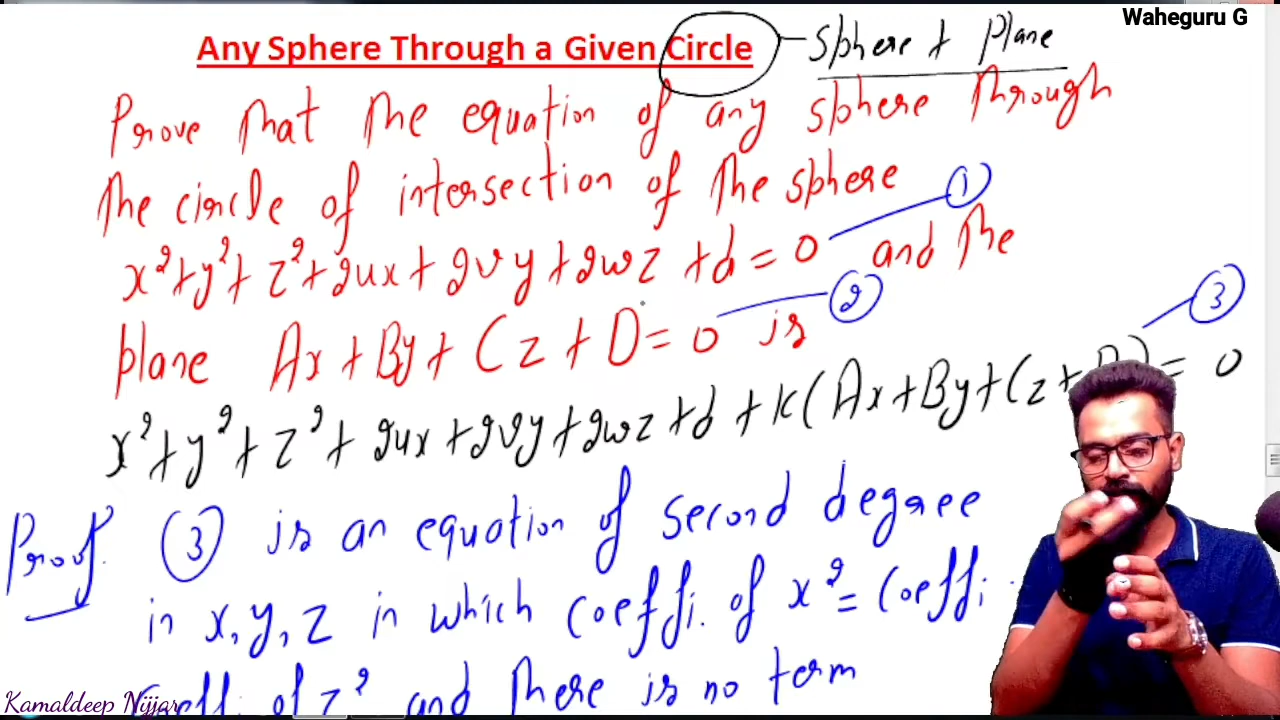 Waheguru G
Any Sphere Through a Given Circle - Sphere + Plane
Prove that the equation of any sphere through
the circle of intersection of the sphere
x²+y²+z²+2ux+2vy+2wz+d=0 ① and the
plane Ax+By+Cz+D=0 ② is
x²+y²+z²+2ux+2vy+2wz+d+k(Ax+By+Cz+D)=0 ③
Proof. ③ is an equation of second degree
in x,y,z in which coeffi. of x²= coeffi
coeffi. of z² and there is no term
Kamaldeep Nijjar